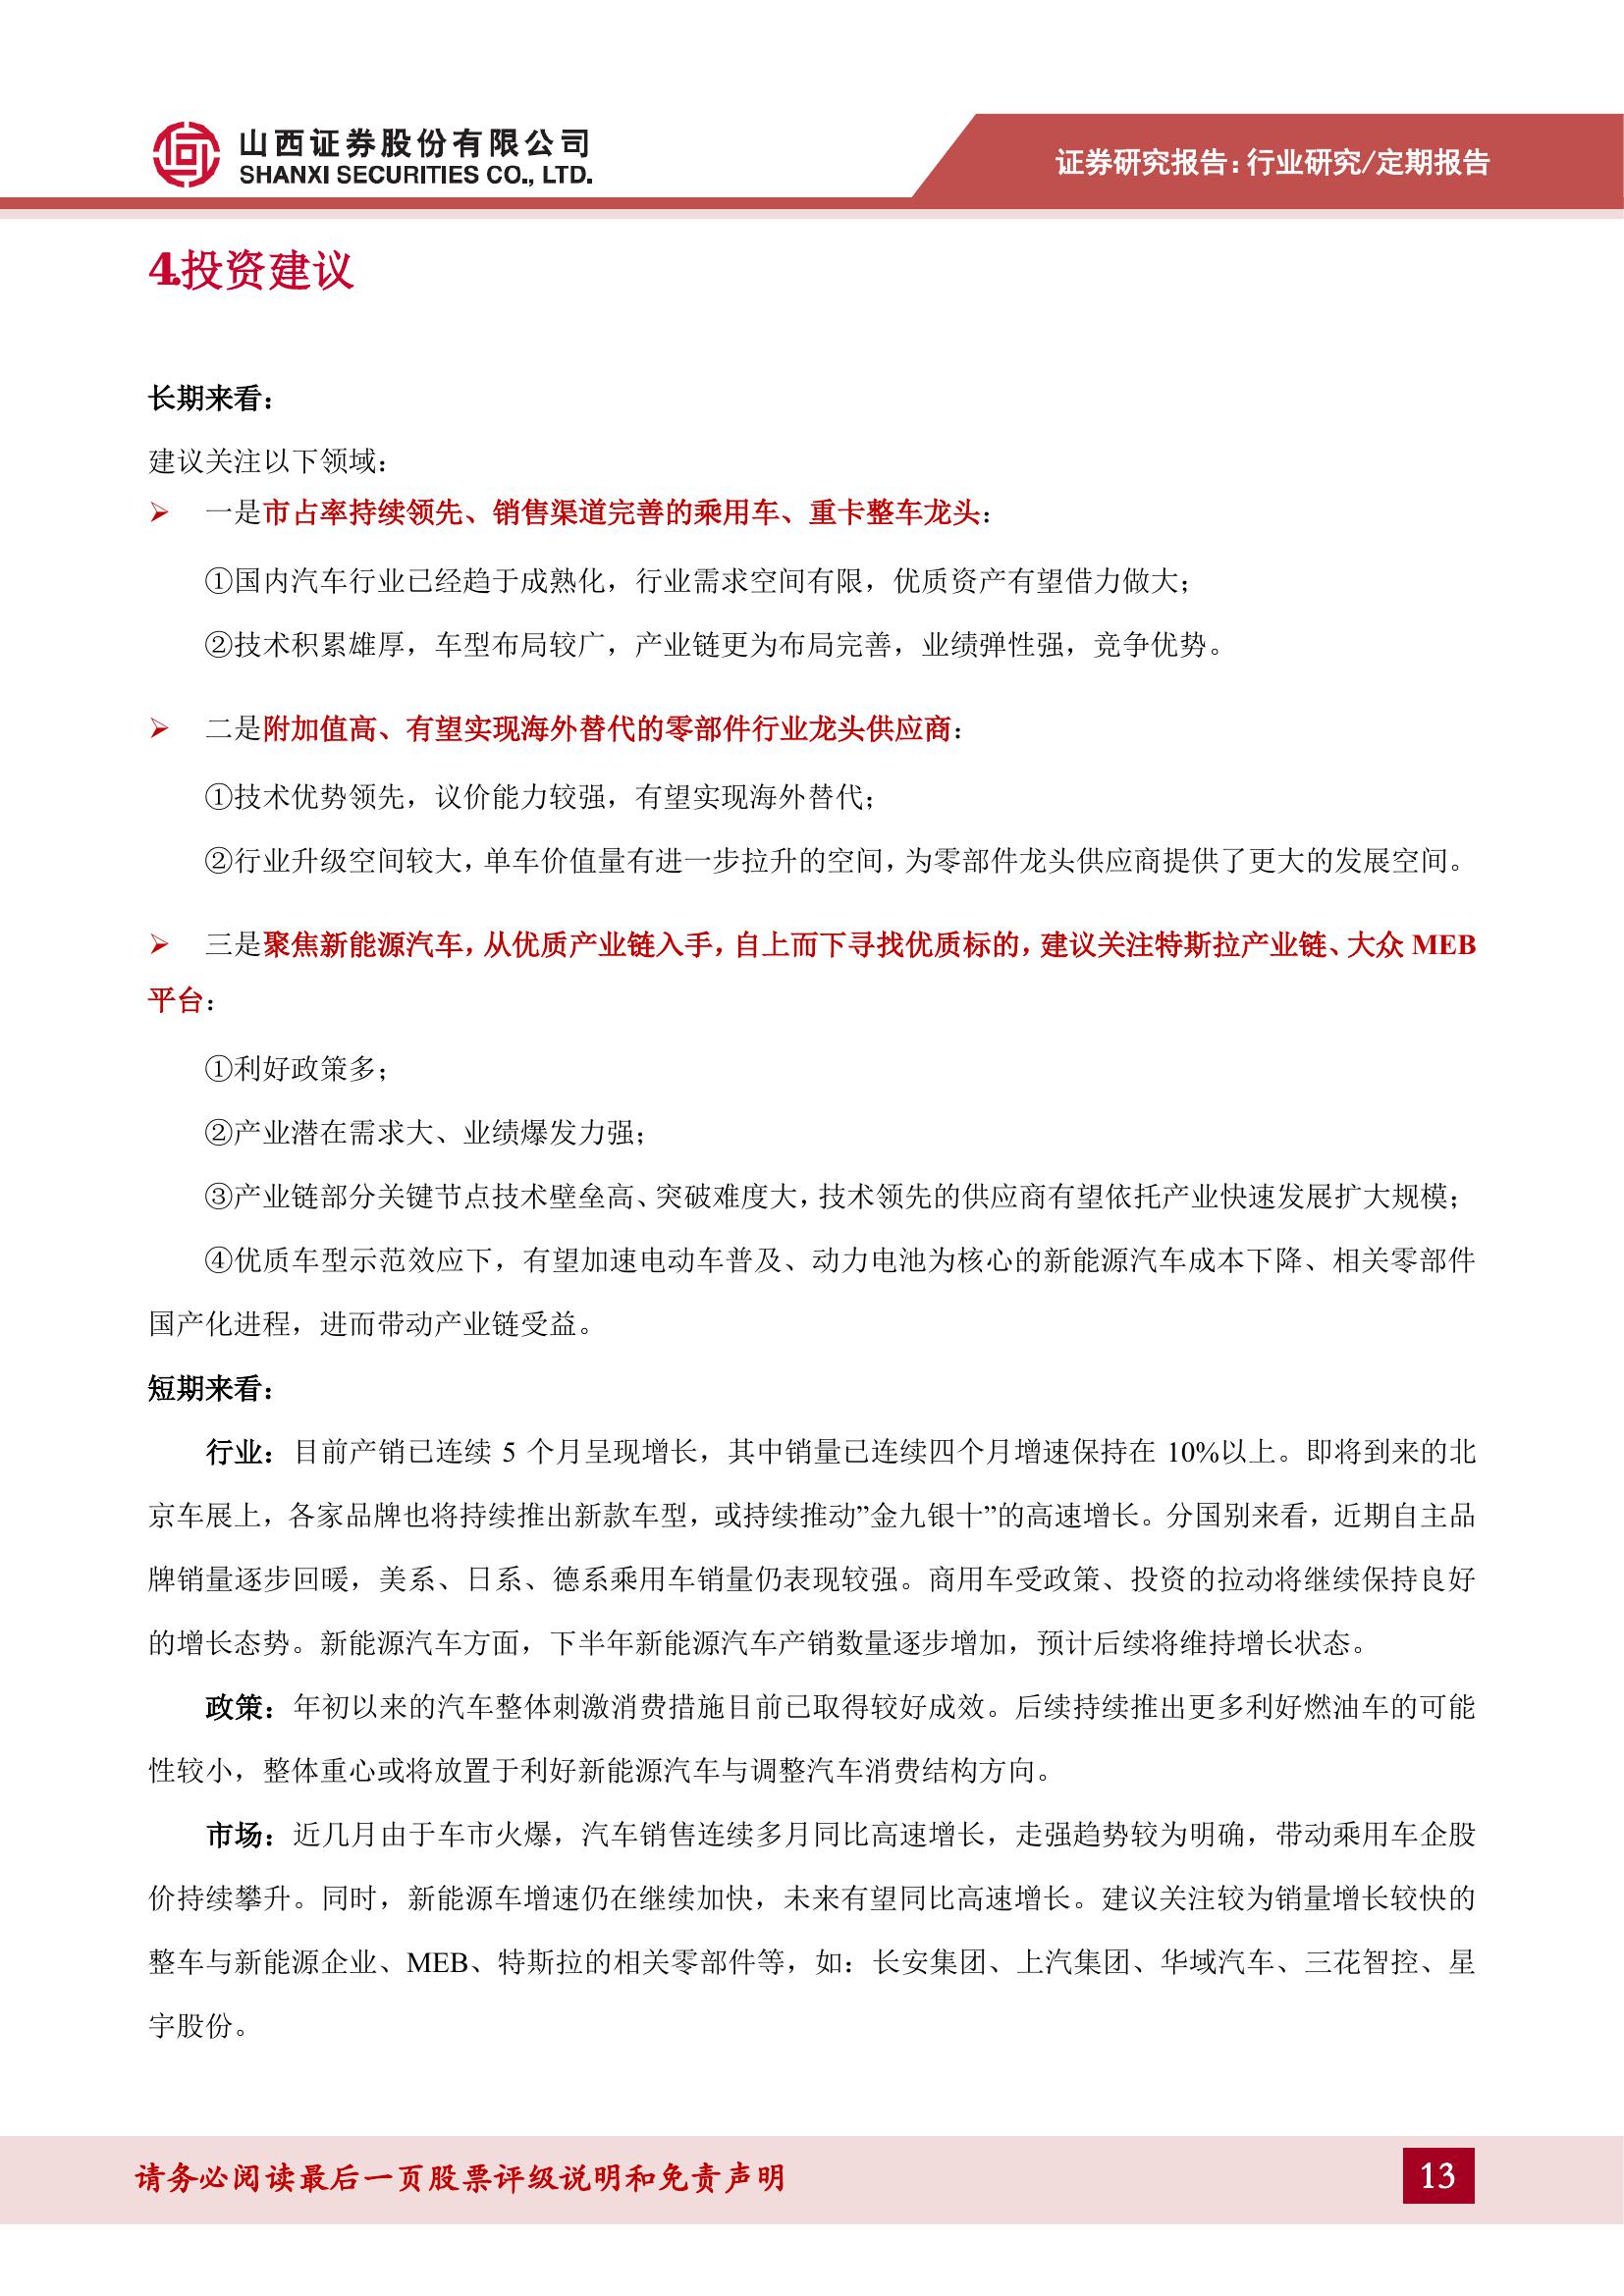 山西证券股份有限公司
SHANXI SECURITIES CO., LTD.
证券研究报告:行业研究/定期报告
4.投资建议
长期来看：
建议关注以下领域：
➢ 一是市占率持续领先、销售渠道完善的乘用车、重卡整车龙头：
①国内汽车行业已经趋于成熟化，行业需求空间有限，优质资产有望借力做大；
②技术积累雄厚，车型布局较广，产业链更为布局完善，业绩弹性强，竞争优势。
➢ 二是附加值高、有望实现海外替代的零部件行业龙头供应商：
①技术优势领先，议价能力较强，有望实现海外替代；
②行业升级空间较大，单车价值量有进一步拉升的空间，为零部件龙头供应商提供了更大的发展空间。
➢ 三是聚焦新能源汽车，从优质产业链入手，自上而下寻找优质标的，建议关注特斯拉产业链、大众 MEB
平台：
①利好政策多；
②产业潜在需求大、业绩爆发力强；
③产业链部分关键节点技术壁垒高、突破难度大，技术领先的供应商有望依托产业快速发展扩大规模；
④优质车型示范效应下，有望加速电动车普及、动力电池为核心的新能源汽车成本下降、相关零部件
国产化进程，进而带动产业链受益。
短期来看：
行业：目前产销已连续 5 个月呈现增长，其中销量已连续四个月增速保持在 10%以上。即将到来的北
京车展上，各家品牌也将持续推出新款车型，或持续推动”金九银十”的高速增长。分国别来看，近期自主品
牌销量逐步回暖，美系、日系、德系乘用车销量仍表现较强。商用车受政策、投资的拉动将继续保持良好
的增长态势。新能源汽车方面，下半年新能源汽车产销数量逐步增加，预计后续将维持增长状态。
政策：年初以来的汽车整体刺激消费措施目前已取得较好成效。后续持续推出更多利好燃油车的可能
性较小，整体重心或将放置于利好新能源汽车与调整汽车消费结构方向。
市场：近几月由于车市火爆，汽车销售连续多月同比高速增长，走强趋势较为明确，带动乘用车企股
价持续攀升。同时，新能源车增速仍在继续加快，未来有望同比高速增长。建议关注较为销量增长较快的
整车与新能源企业、MEB、特斯拉的相关零部件等，如：长安集团、上汽集团、华域汽车、三花智控、星
宇股份。
请务必阅读最后一页股票评级说明和免责声明
13